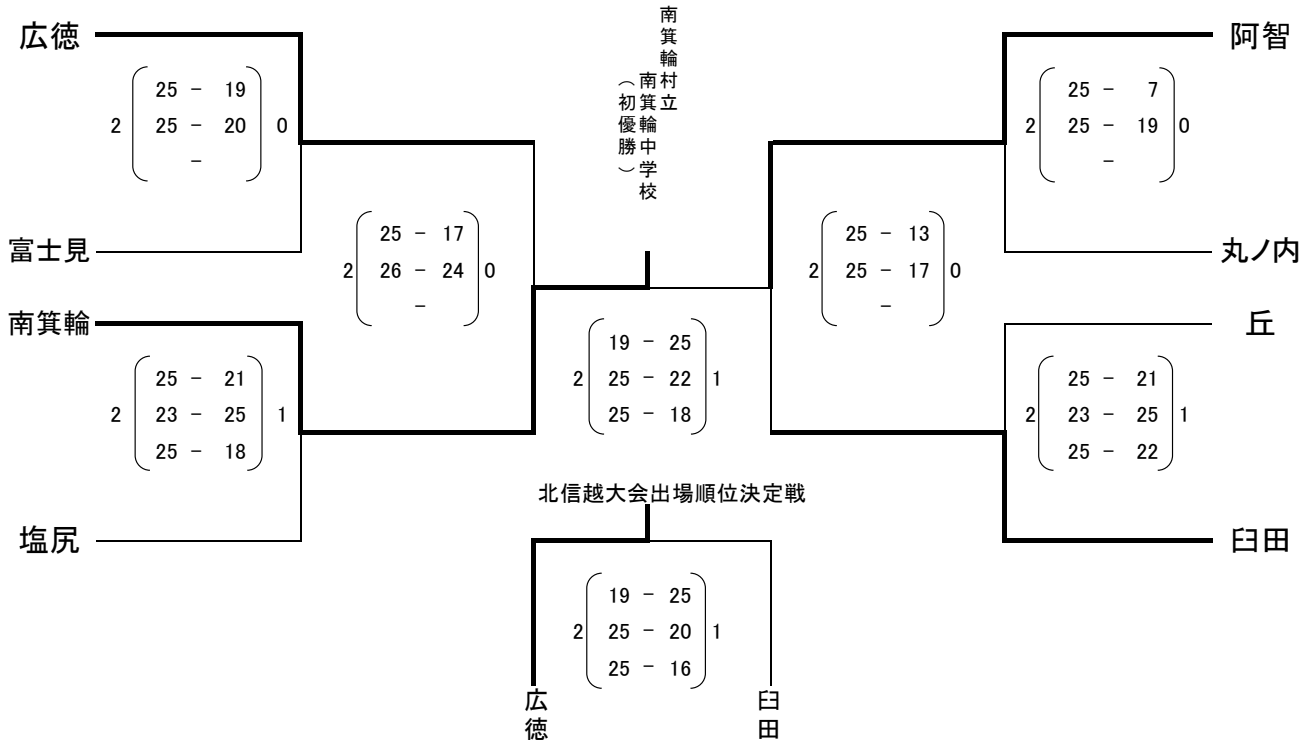 南箕輪村立
南箕輪中学校
（初優勝）
広徳
2 25 - 19 0
25 - 20
-
富士見
25 - 17
2 26 - 24 0
-
南箕輪
25 - 21
2 23 - 25 1
25 - 18
塩尻
19 - 25
2 25 - 22 1
25 - 18
阿智
25 - 7
2 25 - 19 0
-
丸ノ内
25 - 13
2 25 - 17 0
-
丘
25 - 21
2 23 - 25 1
25 - 22
臼田
北信越大会出場順位決定戦
19 - 25
2 25 - 20 1
25 - 16
広徳
臼田